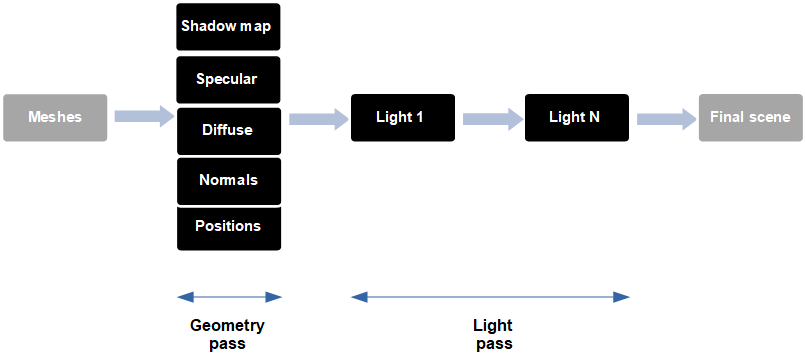 Shadow map
Specular
Meshes
Diffuse
Light 1
Light N
Final scene
Normals
Positions
Geometry
pass
Light
pass